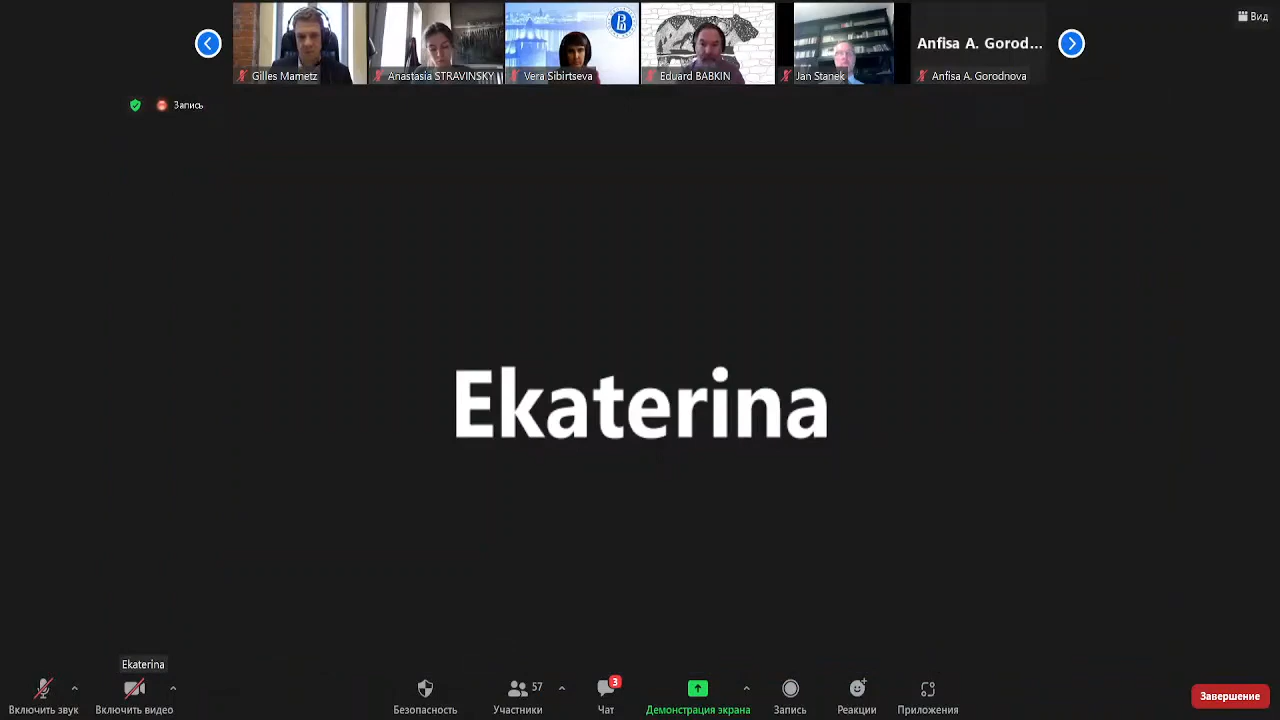 Вид
Anfisa A. Gorod...
Gilles Mametz
Anastasia STRAVINSKY
Vera Sibirtseva
Eduard BABKIN
Jan Stanek
Anfisa A. Gorodnova
Запись
Ekaterina
Ekaterina
3
57
Включить звук
Включить видео
Безопасность
Участники
Чат
Демонстрация экрана
Запись
Реакции
Приложения
Завершение